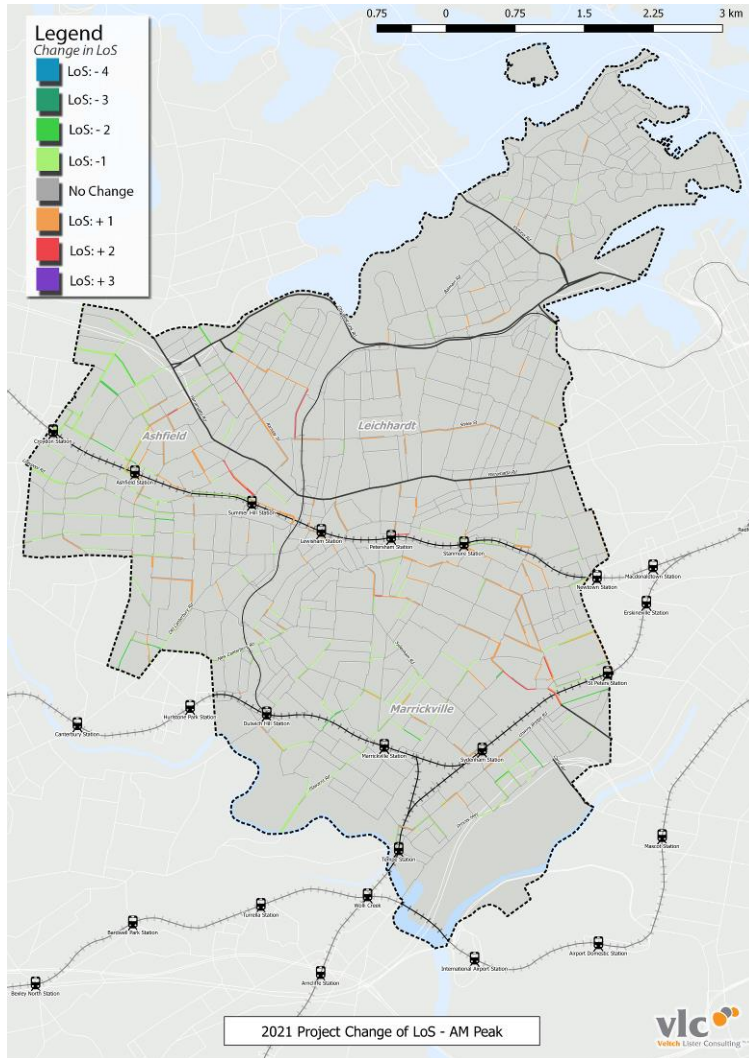 0.75 0 0.75 1.5 2.25 3 km
Legend
Change in LoS
LoS: - 4
LoS: - 3
LoS: - 2
LoS: -1
No Change
LoS: + 1
LoS: + 2
LoS: + 3
Ashfield
Leichhardt
Croydon Station
Ashfield Station
Summer Hill Station
Lewisham Station
Petersham Station
Stanmore Station
Newtown Station
Macdonaldtown Station
Erskineville Station
St Peters Station
Marrickville
Hurlstone Park Station
Canterbury Station
Dulwich Hill Station
Marrickville Station
Sydenham Station
Tempe Station
Mascot Station
Wolli Creek
Turrella Station
Bardwell Park Station
Arncliffe Station
Bexley North Station
International Airport Station
Airport Domestic Station
2021 Project Change of LoS - AM Peak
vlc
Veitch Lister Consulting